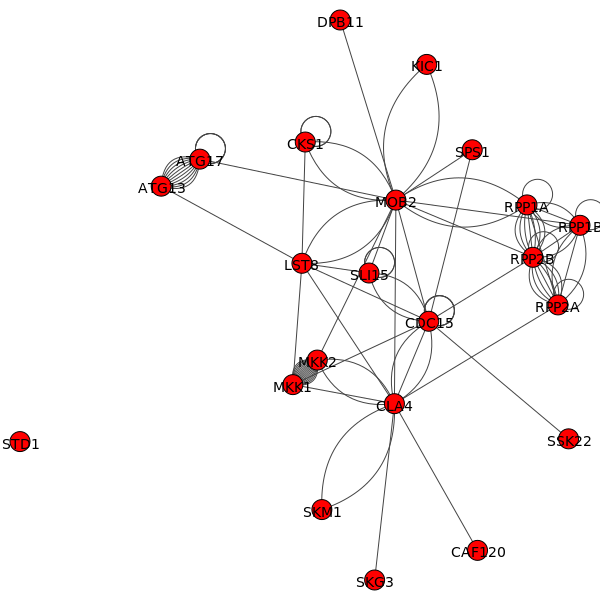 DPB11
KIC1
CKS1
SPS1
ATG17
ATG13
MOB2
RPP1A
RPP1B
LST8
SLI15
RPP2B
RPP2A
CDC15
MKK2
MKK1
CLA4
STD1
SSK22
SKM1
CAF120
SKG3